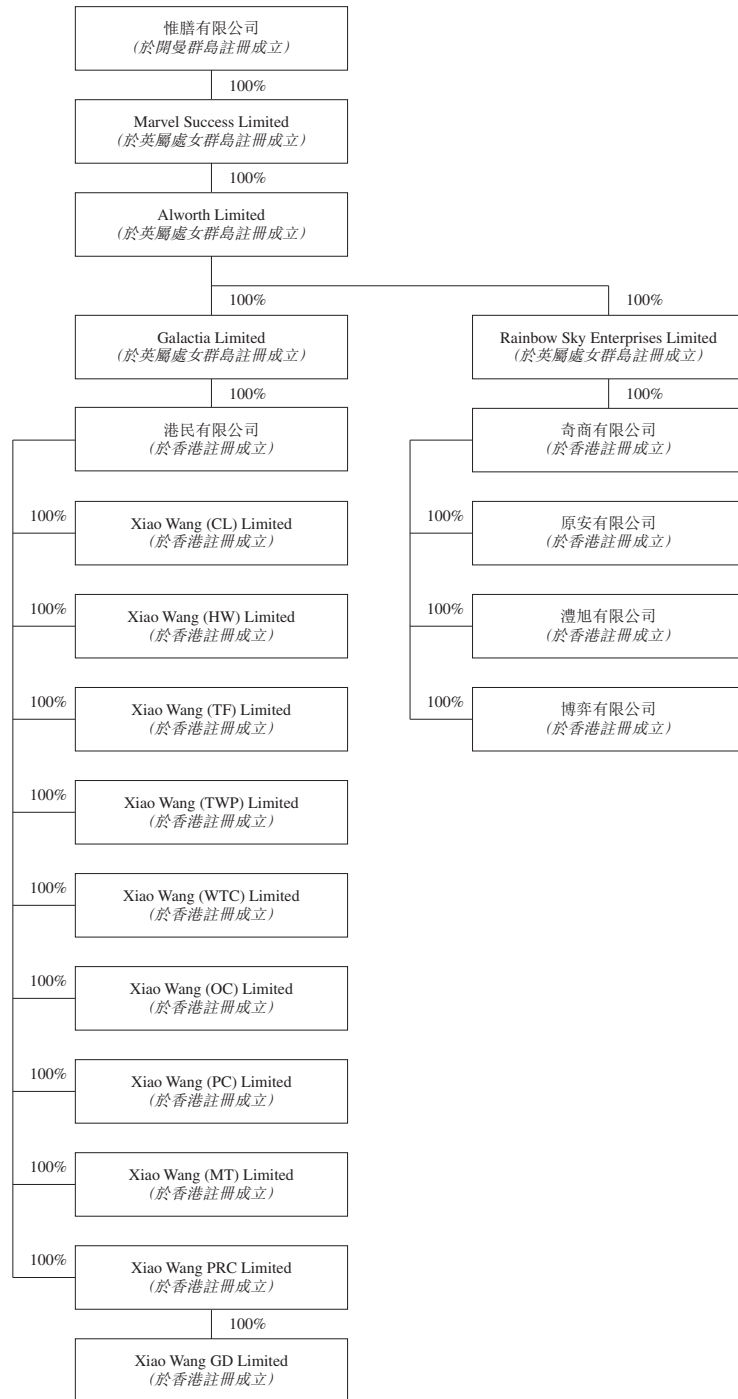 惟膳有限公司
(於開曼群島註冊成立)
100%
Marvel Success Limited
(於英屬處女群島註冊成立)
100%
Alworth Limited
(於英屬處女群島註冊成立)
100%
100%
Galactia Limited
(於英屬處女群島註冊成立)
Rainbow Sky Enterprises Limited
(於英屬處女群島註冊成立)
100%
100%
港民有限公司
(於香港註冊成立)
奇商有限公司
(於香港註冊成立)
100%
Xiao Wang (CL) Limited
(於香港註冊成立)
100%
原安有限公司
(於香港註冊成立)
100%
Xiao Wang (HW) Limited
(於香港註冊成立)
100%
澧旭有限公司
(於香港註冊成立)
100%
Xiao Wang (TF) Limited
(於香港註冊成立)
100%
博弈有限公司
(於香港註冊成立)
100%
Xiao Wang (TWP) Limited
(於香港註冊成立)
100%
Xiao Wang (WTC) Limited
(於香港註冊成立)
100%
Xiao Wang (OC) Limited
(於香港註冊成立)
100%
Xiao Wang (PC) Limited
(於香港註冊成立)
100%
Xiao Wang (MT) Limited
(於香港註冊成立)
100%
Xiao Wang PRC Limited
(於香港註冊成立)
100%
Xiao Wang GD Limited
(於香港註冊成立)